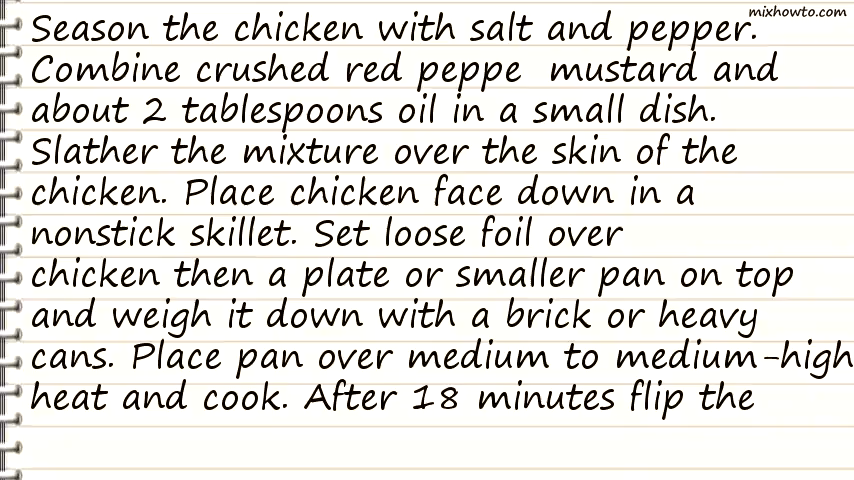 mixhowto.com
Season the chicken with salt and pepper.
Combine crushed red peppe  mustard and
about 2 tablespoons oil in a small dish.
Slather the mixture over the skin of the
chicken. Place chicken face down in a
nonstick skillet. Set loose foil over
chicken then a plate or smaller pan on top
and weigh it down with a brick or heavy
cans. Place pan over medium to medium-high
heat and cook. After 18 minutes flip the